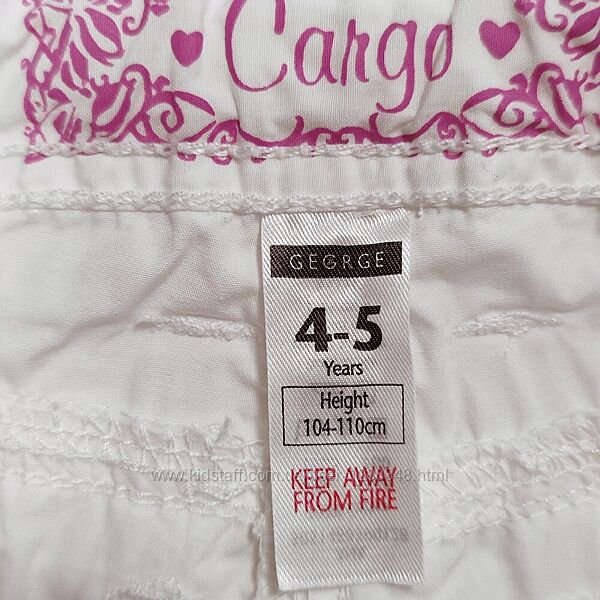 Cargo
GEORGE
4-5
Years
Height
104-110cm
KEEP AWAY
FROM FIRE